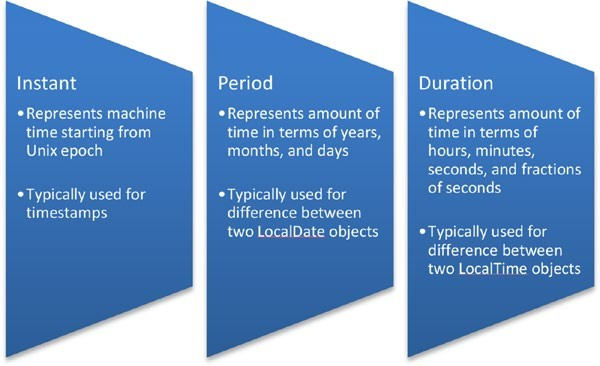 Instant
•Represents machine
time starting from
Unix epoch
•Typically used for
timestamps
Period
•Represents amount of
time in terms of years,
months, and days
•Typically used for
difference between
two LocalDate objects
Duration
•Represents amount of
time in terms of
hours, minutes,
seconds, and fractions
of seconds
•Typically used for
difference between
two LocalTime objects